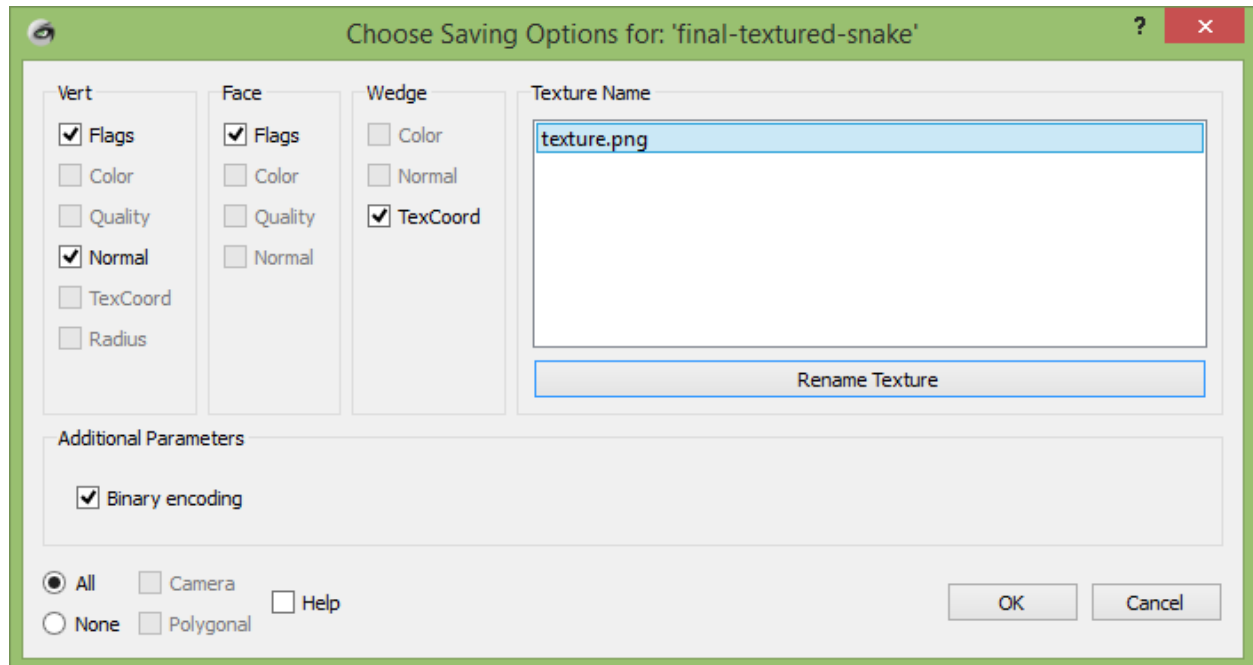 Choose Saving Options for: 'final-textured-snake'
?
Vert
Flags
Color
Quality
Normal
TexCoord
Radius
Face
Flags
Color
Quality
Normal
Wedge
Color
Normal
TexCoord
Texture Name
texture.png
Rename Texture
Additional Parameters
Binary encoding
All
None
Camera
Polygonal
Help
OK
Cancel